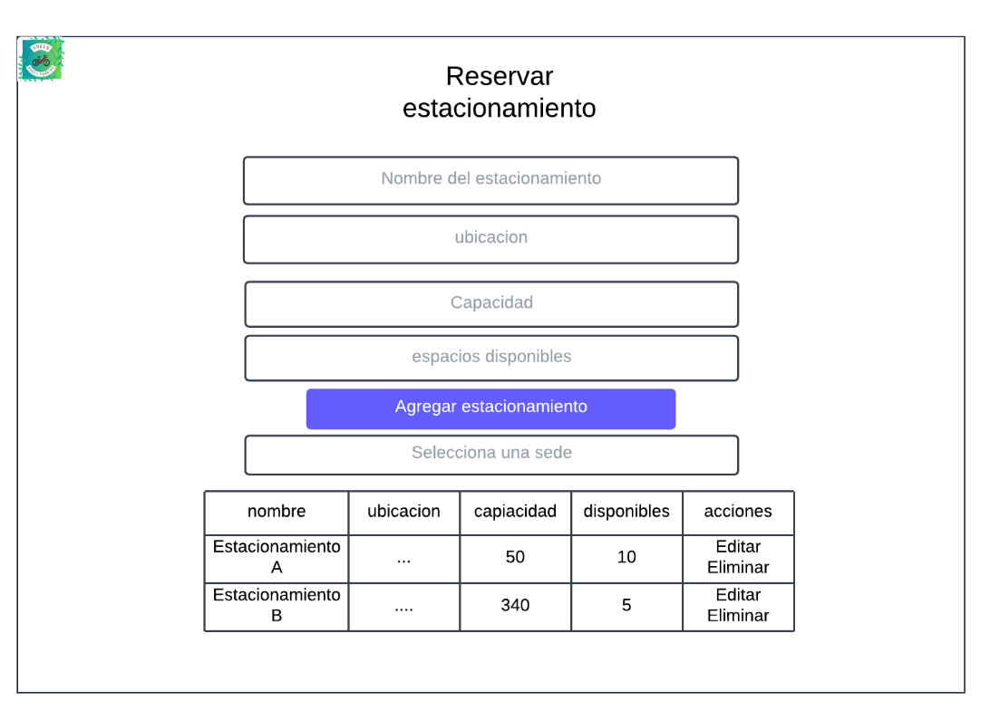 GREEN
Reservar
estacionamiento
Nombre del estacionamiento
ubicacion
Capacidad
espacios disponibles
Agregar estacionamiento
Selecciona una sede
nombre ubicacion capiacidad disponibles acciones
Estacionamiento
A ... 50 10 Editar
Eliminar
Estacionamiento
B .... 340 5 Editar
Eliminar